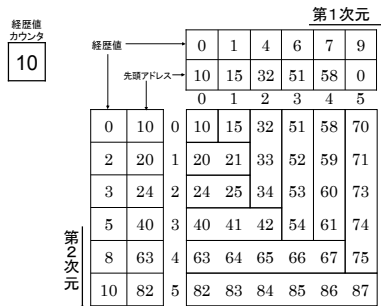 第1次元
経歴値
カウンタ
10
経歴値
0 1 4 6 7 9
先頭アドレス
10 15 32 51 58 0
0 1 2 3 4 5
0 10 0 10 15 32 51 58 70
2 20 1 20 21 33 52 59 71
3 24 2 24 25 34 53 60 73
5 40 3 40 41 42 54 61 74
8 63 4 63 64 65 66 67 75
10 82 5 82 83 84 85 86 87
第2次元